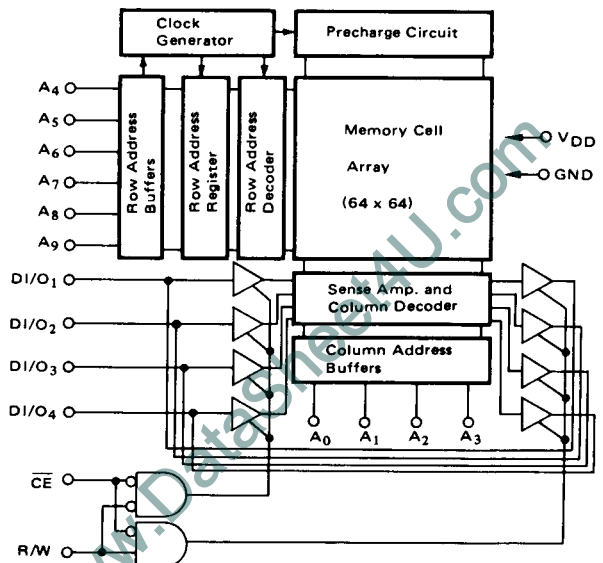 Clock
Generator
Precharge Circuit
A4
A5
A6
A7
A8
A9
Row Address
Buffers
Row Address
Register
Row Address
Decoder
Memory Cell
Array
(64 x 64)
VDD
GND
DI/O1
DI/O2
DI/O3
DI/O4
Sense Amp. and
Column Decoder
Column Address
Buffers
A0 A1 A2 A3
CE
R/W
www.DataSheet4U.com